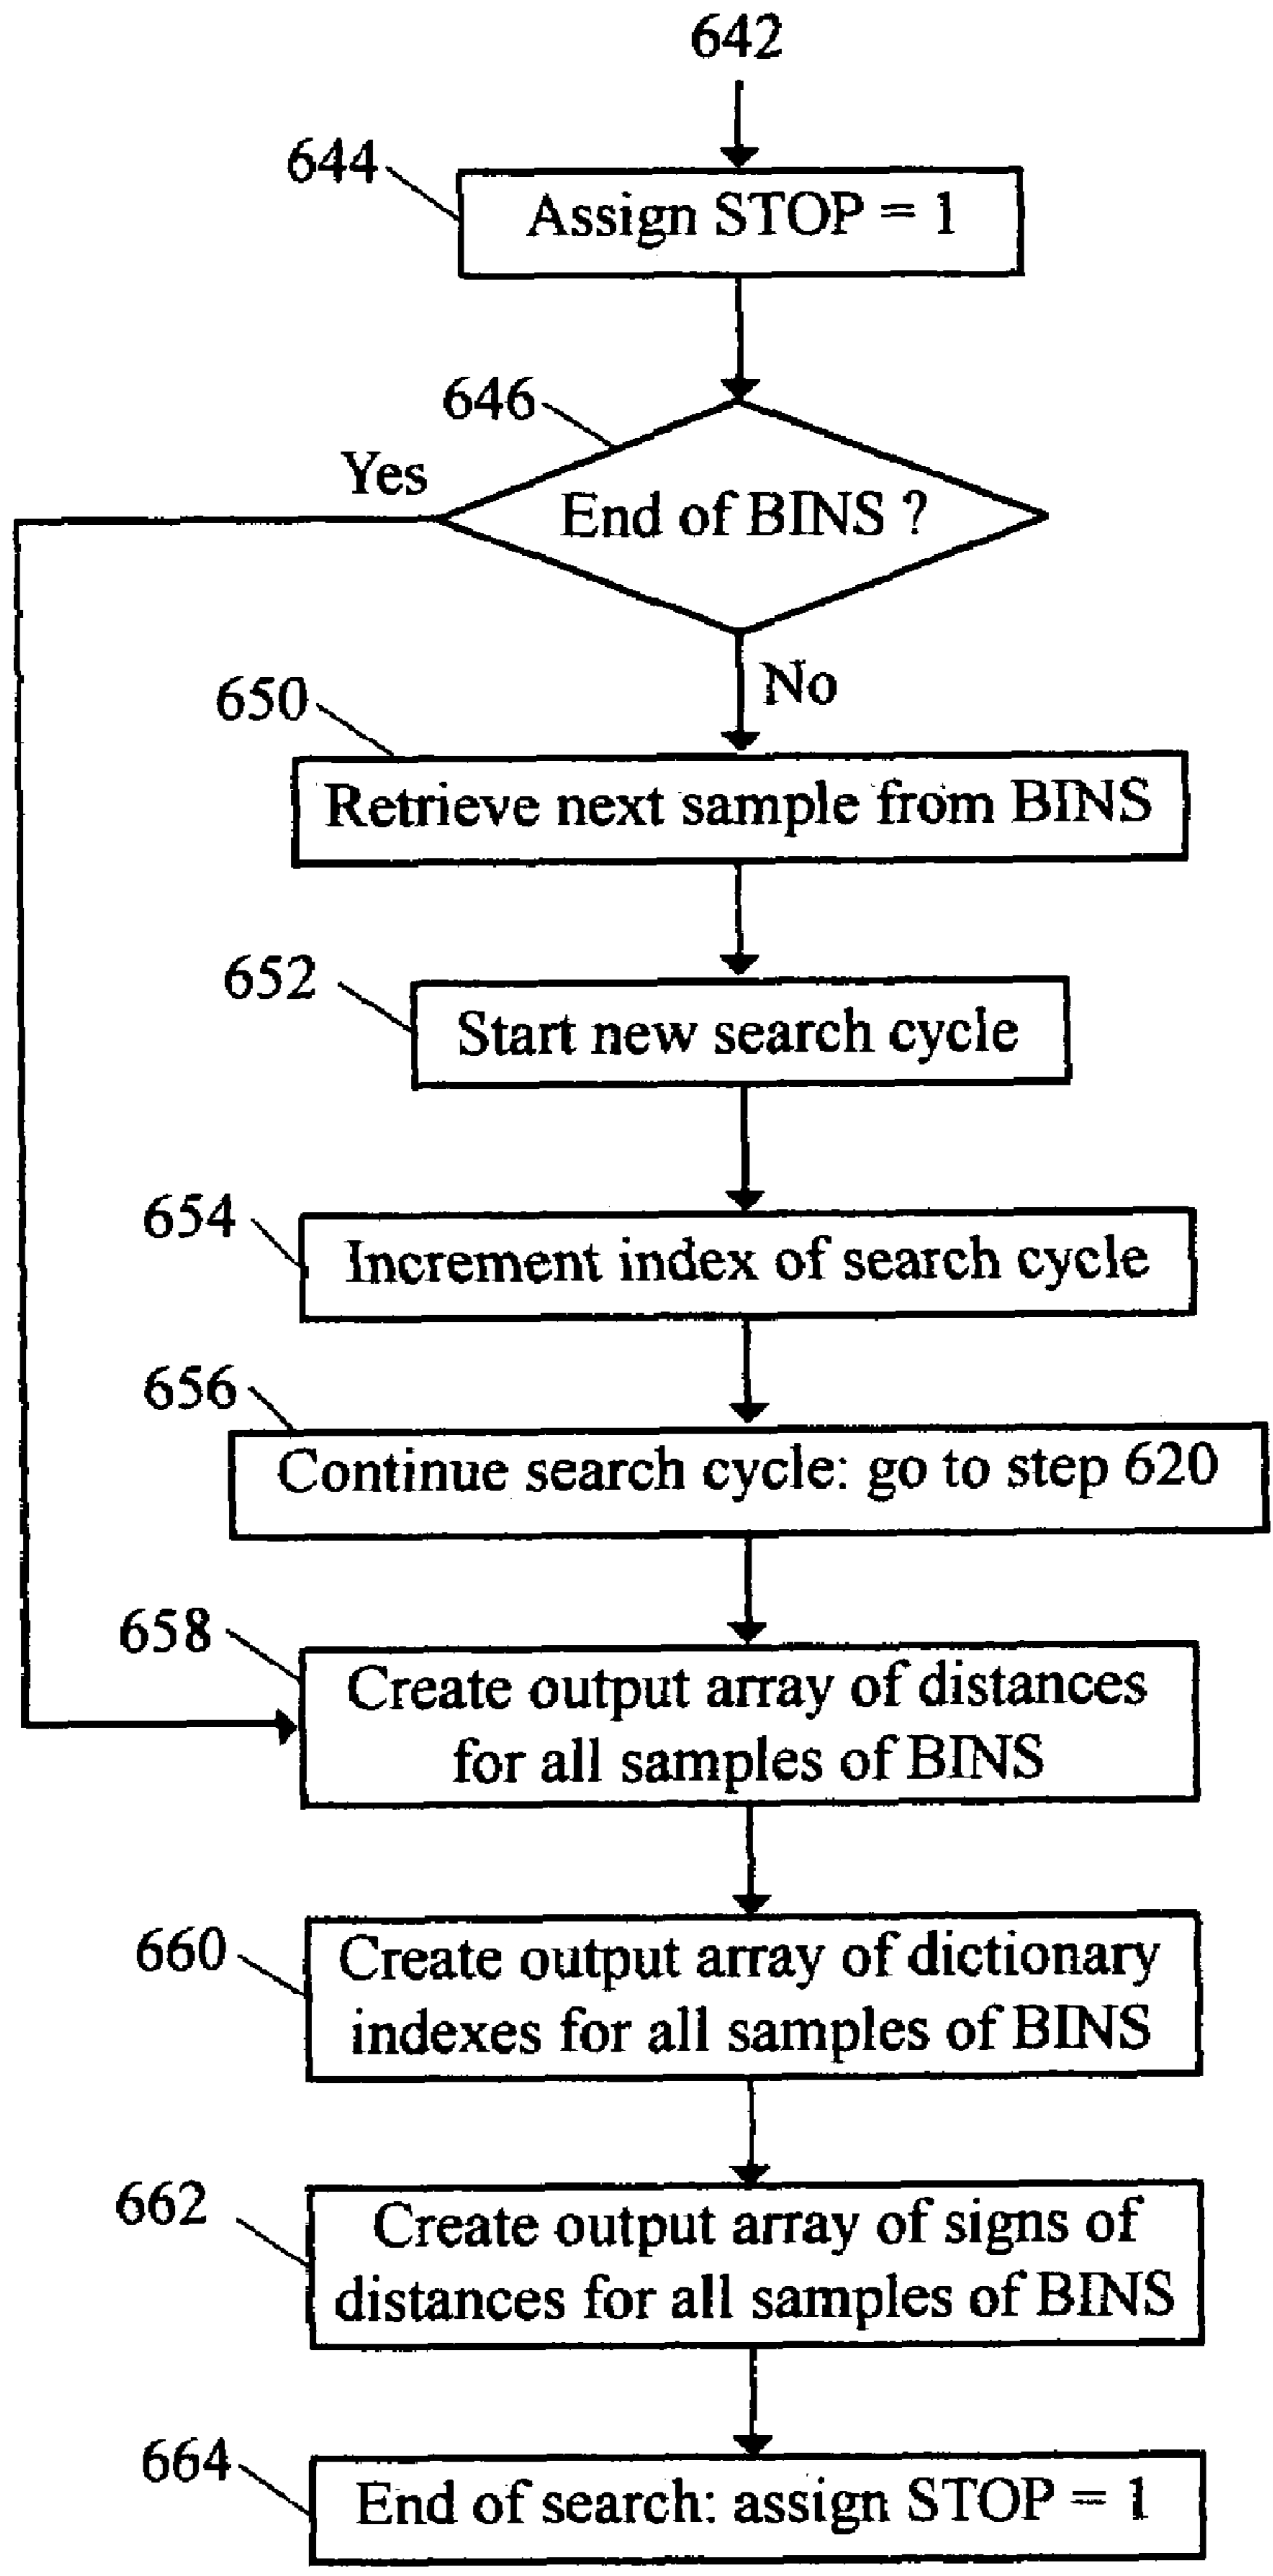 642
644
Assign STOP = 1
646
Yes
End of BINS ?
No
650
Retrieve next sample from BINS
652
Start new search cycle
654
Increment index of search cycle
656
Continue search cycle: go to step 620
658
Create output array of distances
for all samples of BINS
660
Create output array of dictionary
indexes for all samples of BINS
662
Create output array of signs of
distances for all samples of BINS
664
End of search: assign STOP = 1